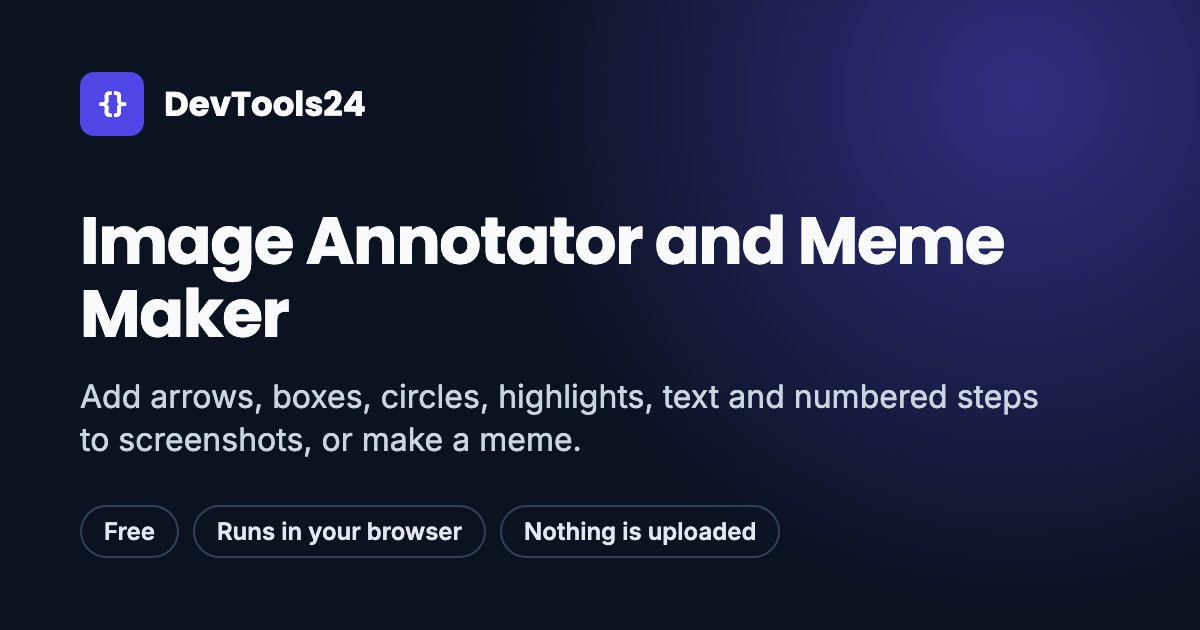 {} DevTools24
Image Annotator and Meme
Maker
Add arrows, boxes, circles, highlights, text and numbered steps
to screenshots, or make a meme.
Free
Runs in your browser
Nothing is uploaded